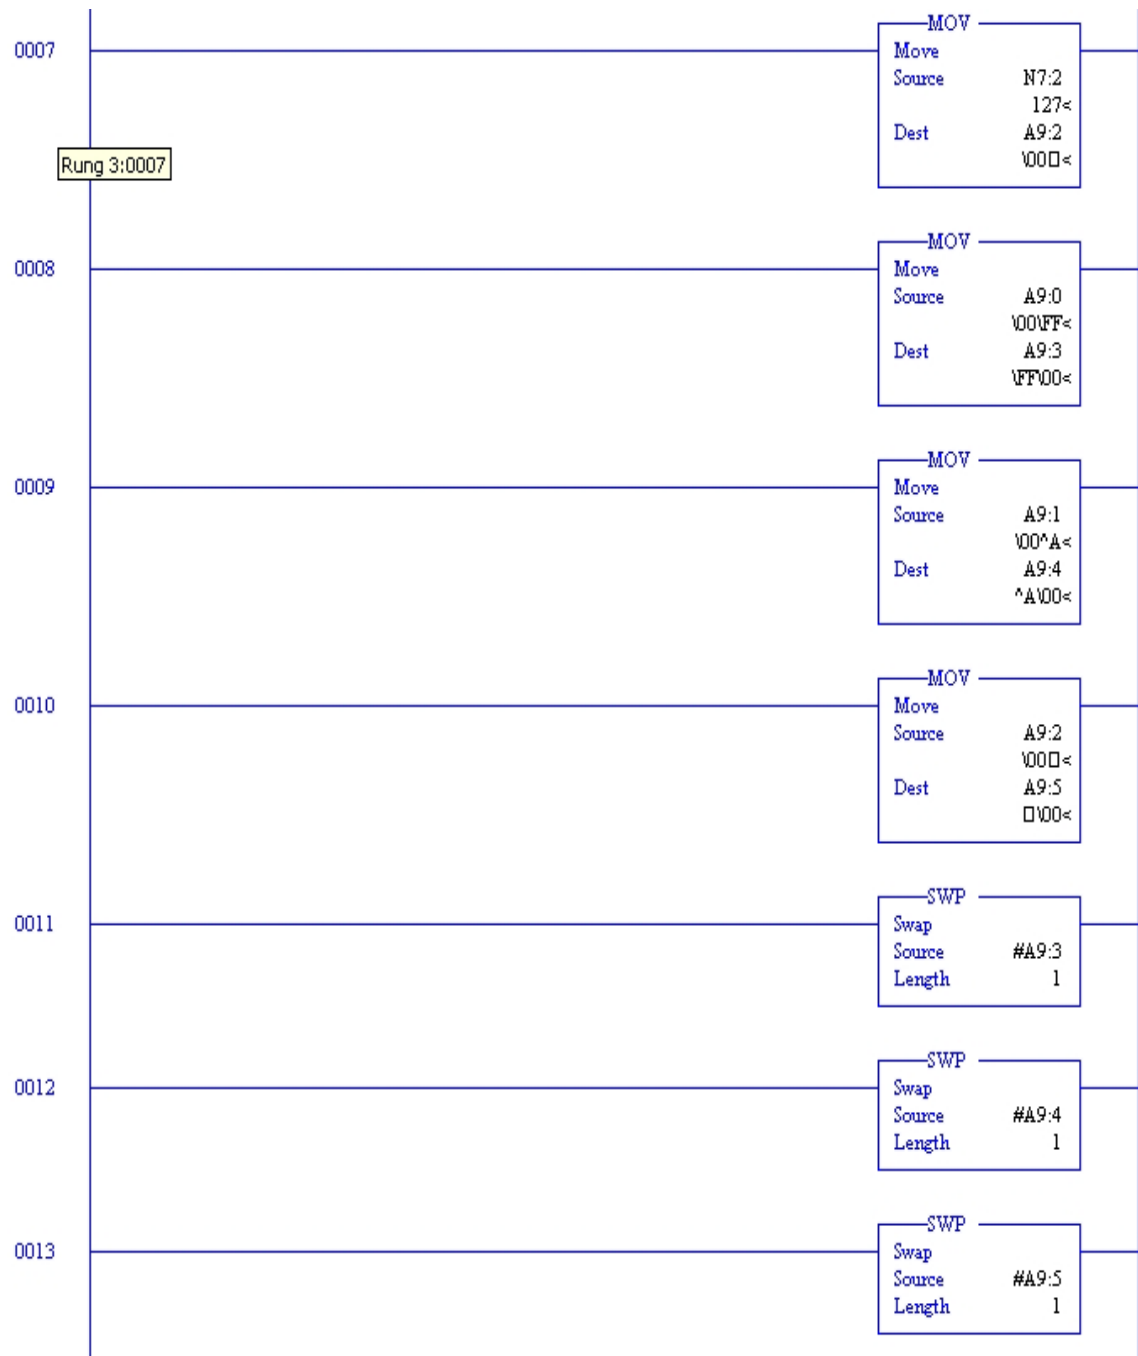 MOV
0007
Move
Source N7:2
127<
Dest A9:2
\00□<
Rung 3:0007
MOV
0008
Move
Source A9:0
\00\FF<
Dest A9:3
\FF\00<
MOV
0009
Move
Source A9:1
\00^A<
Dest A9:4
^A\00<
MOV
0010
Move
Source A9:2
\00□<
Dest A9:5
□\00<
SWP
0011
Swap
Source #A9:3
Length 1
SWP
0012
Swap
Source #A9:4
Length 1
SWP
0013
Swap
Source #A9:5
Length 1